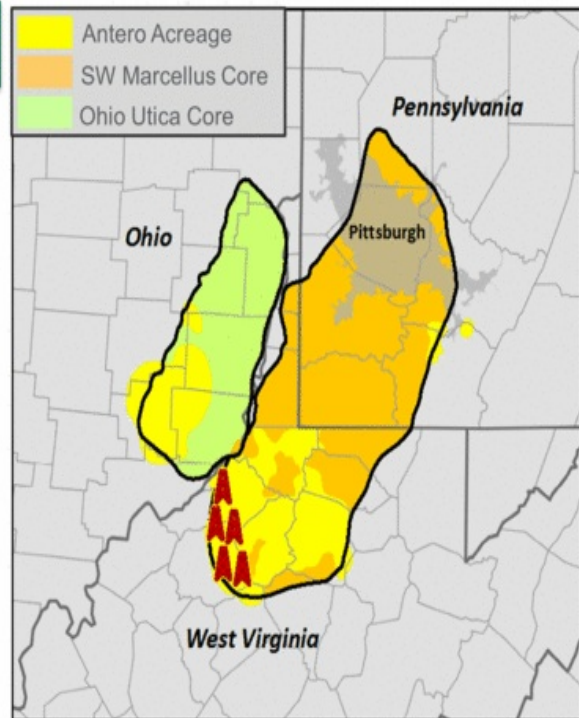 Antero Acreage
SW Marcellus Core
Ohio Utica Core
Pennsylvania
Ohio
Pittsburgh
West Virginia